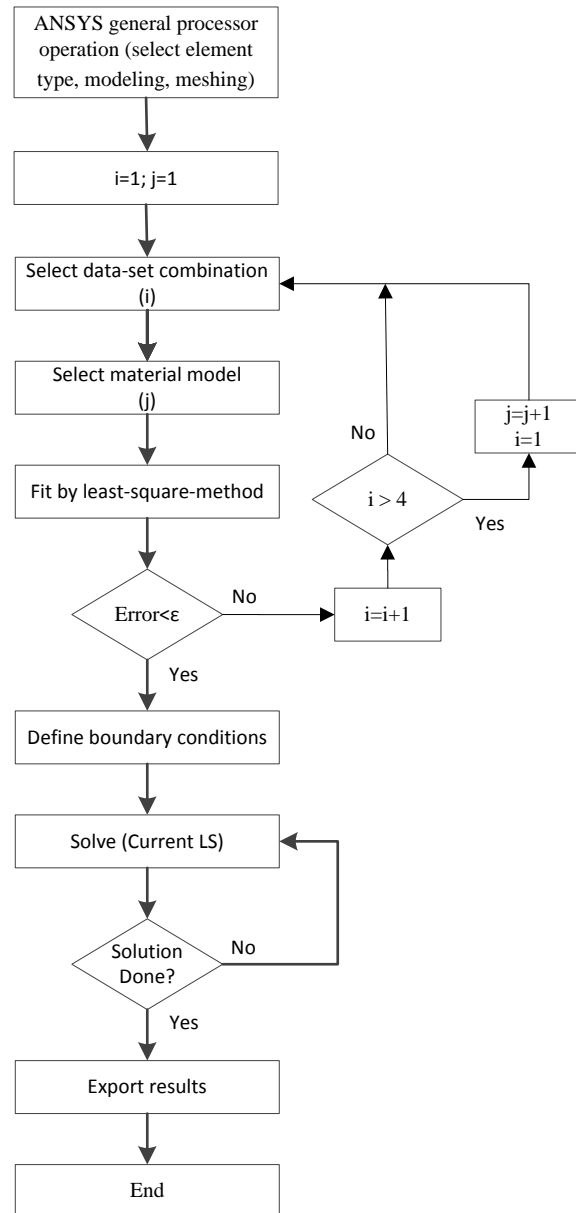 ANSYS general processor
operation (select element
type, modeling, meshing)
i=1; j=1
Select data-set combination
(i)
Select material model
(j)
No
j=j+1
i=1
Fit by least-square-method
i > 4
Yes
Error<ε
No
i=i+1
Yes
Define boundary conditions
Solve (Current LS)
Solution
Done?
No
Yes
Export results
End